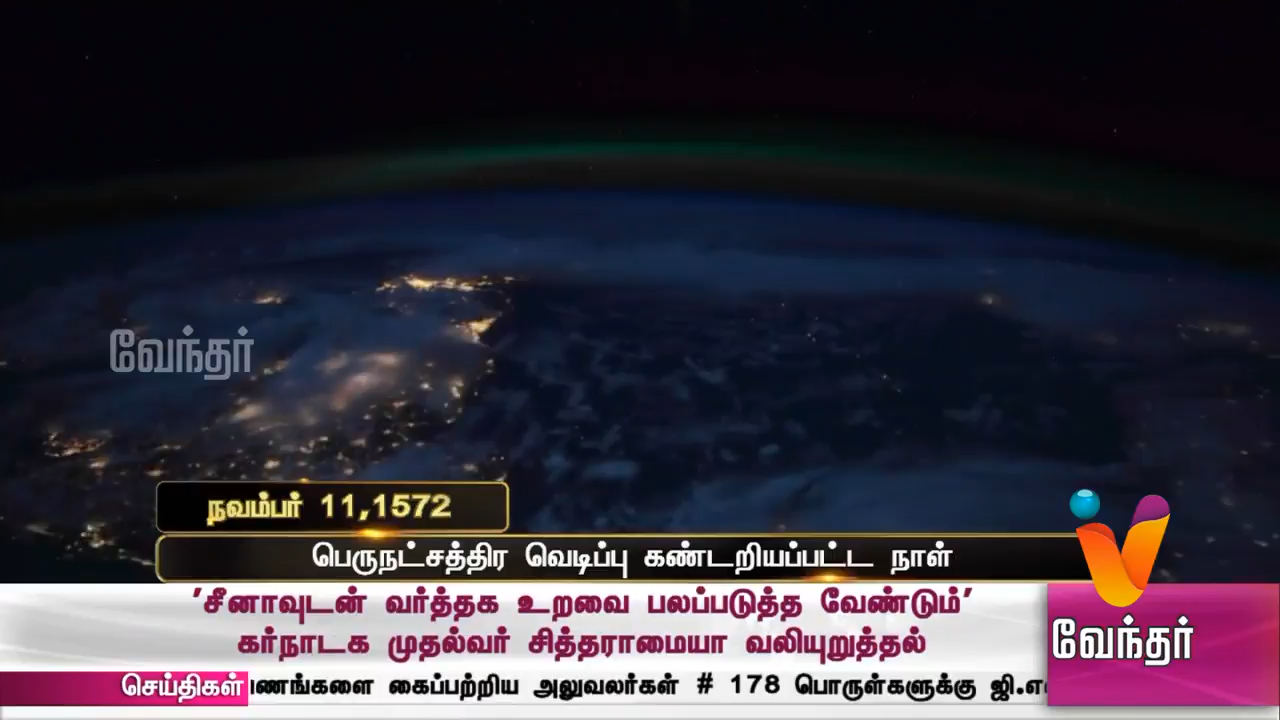 வேந்தர்
நவம்பர் 11,1572
பெருநட்சத்திர வெடிப்பு கண்டறியப்பட்ட நாள்
'சீனாவுடன் வர்த்தக உறவை பலப்படுத்த வேண்டும்'
கர்நாடக முதல்வர் சித்தராமையா வலியுறுத்தல்
வேந்தர்
செய்திகள்
கைப்பற்றிய அலுவலர்கள் # 178 பொருள்களுக்கு